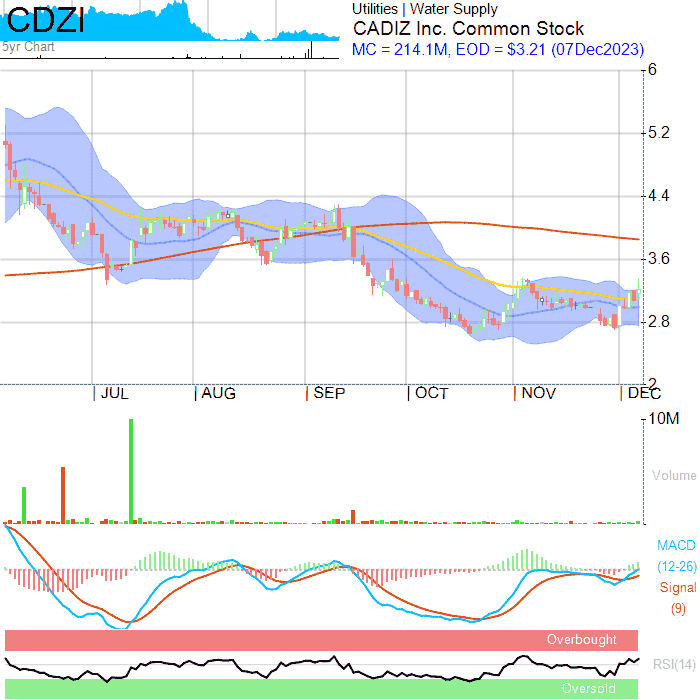 CDZI
5yr Chart
Utilities | Water Supply
CADIZ Inc. Common Stock
MC = 214.1M, EOD = $3.21 (07Dec2023)
6
5.2
4.4
3.6
2.8
2
JUL AUG SEP OCT NOV DEC
10M
Volume
MACD
(12-26)
Signal
(9)
Overbought
RSI(14)
Oversold